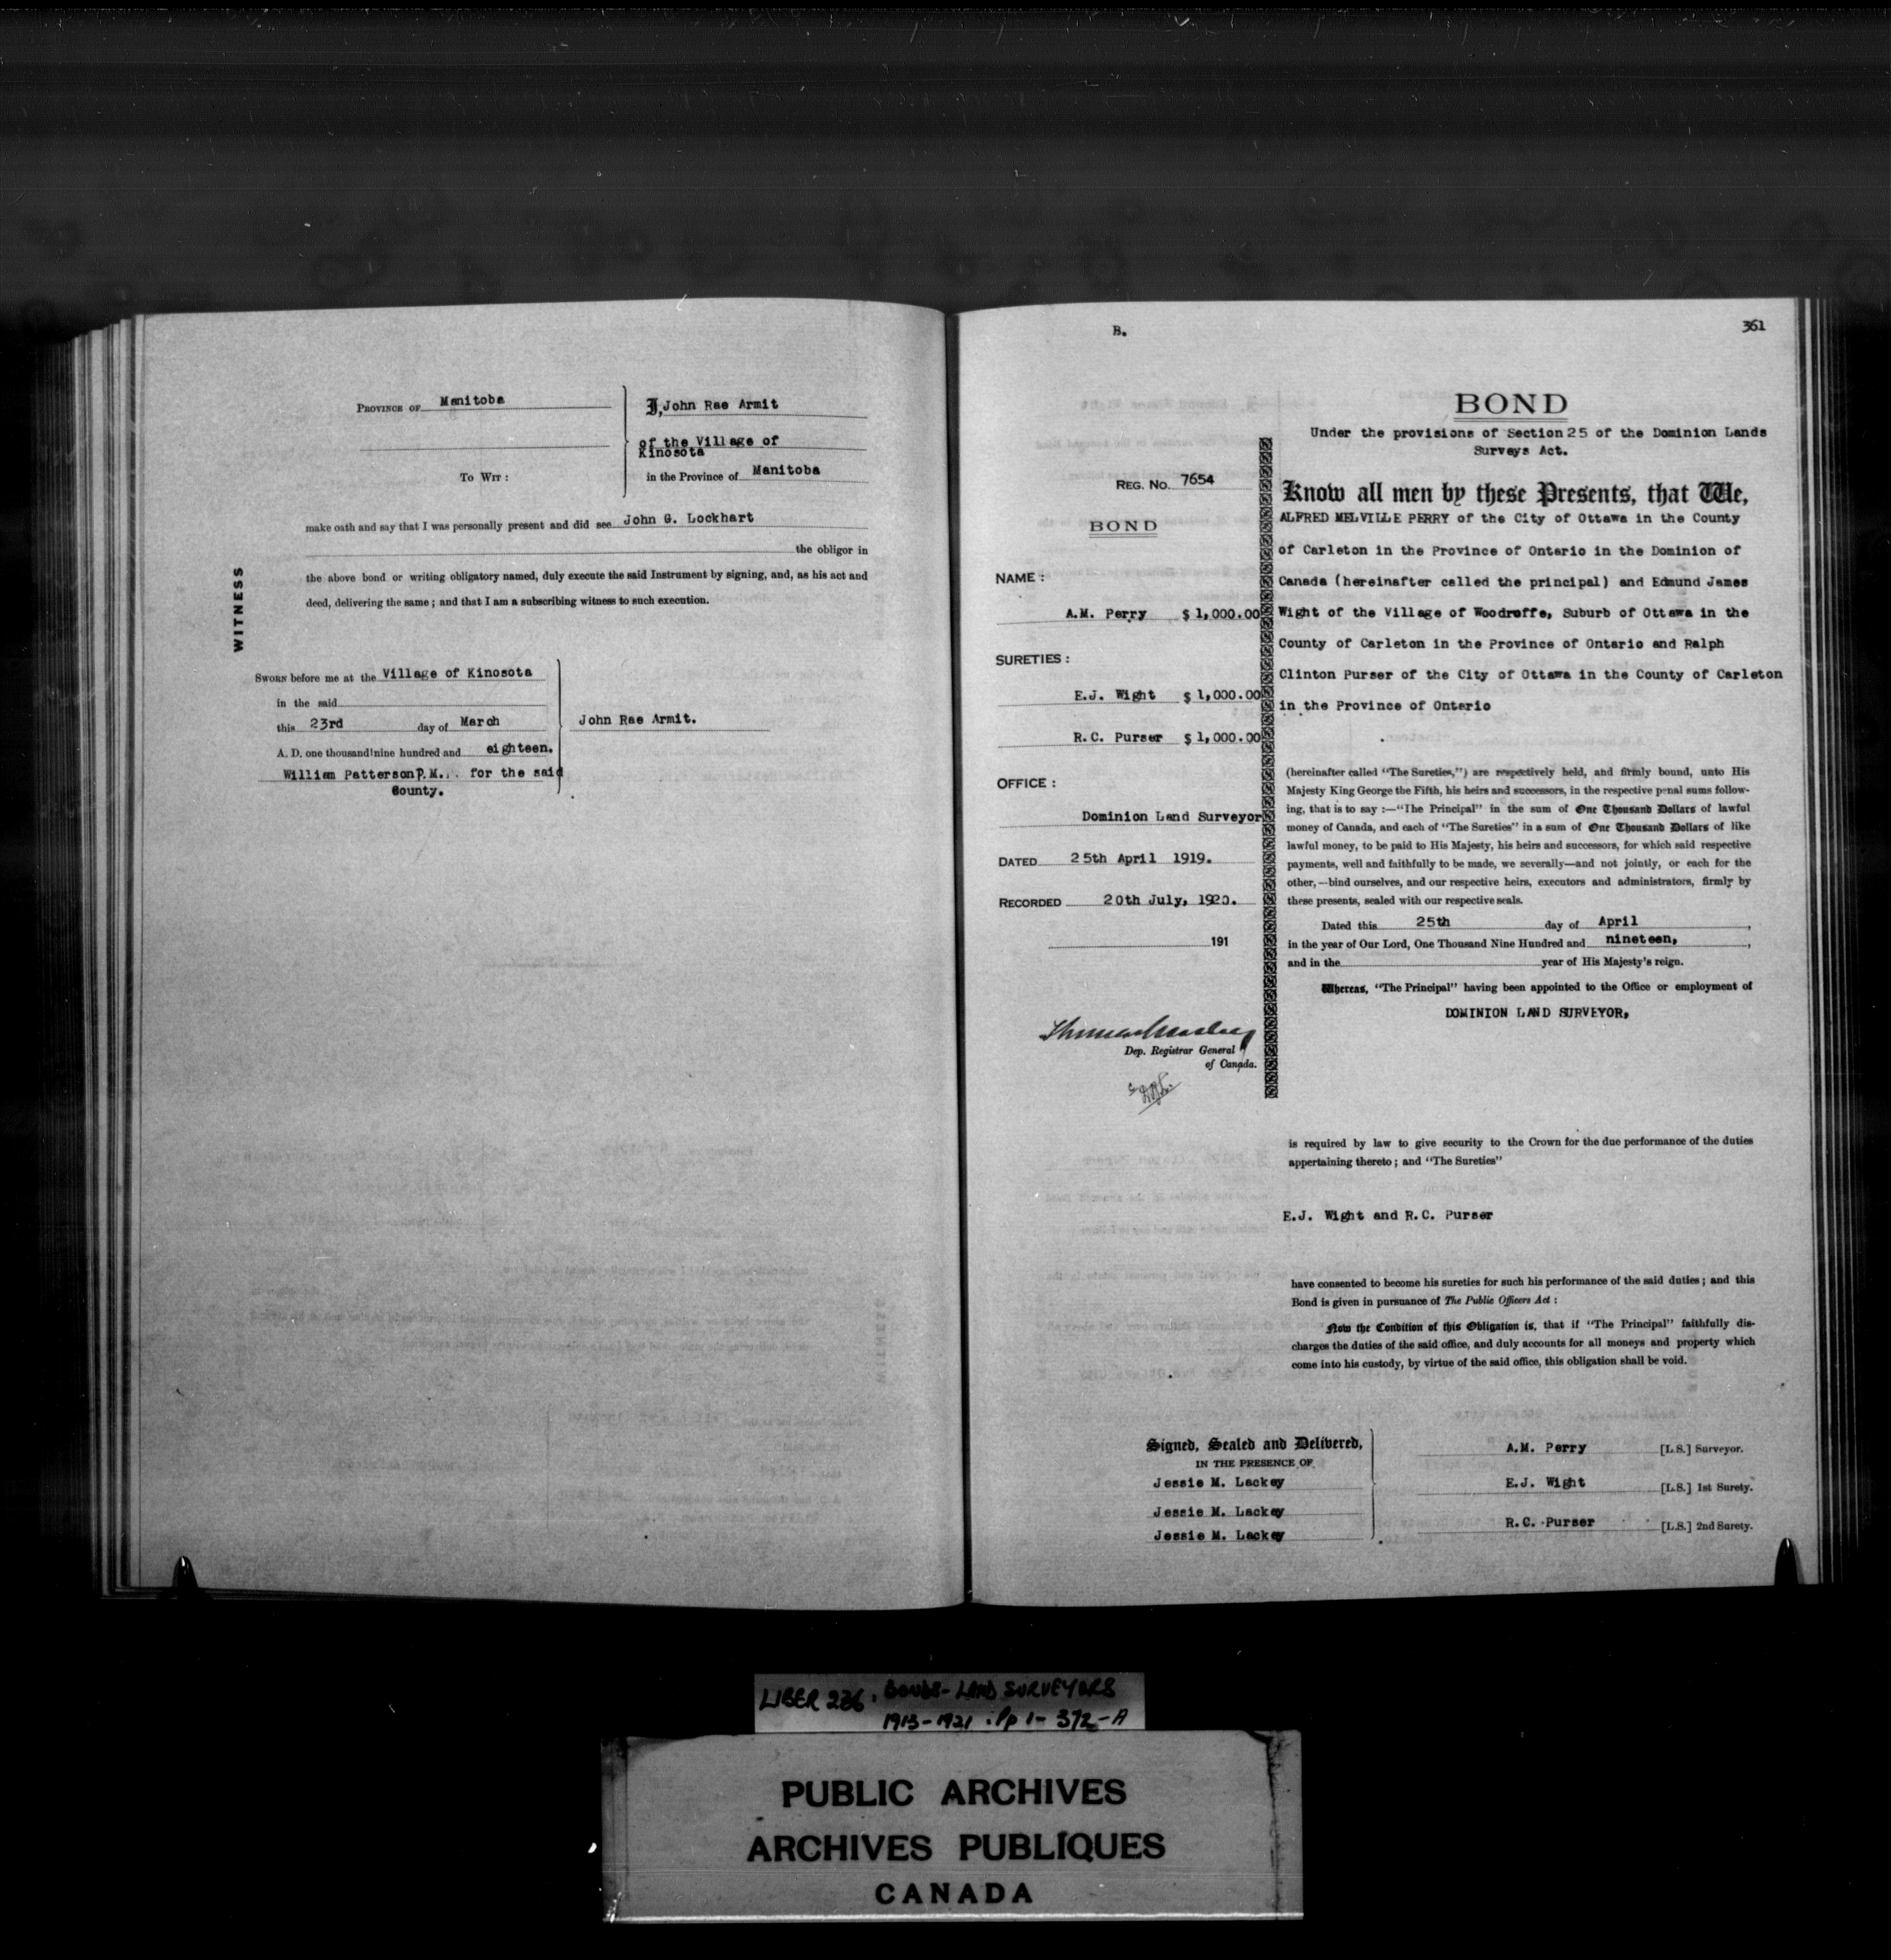 PROVINCE OF Manitoba
I, John Rae Armit
of the Village of
Kinosota
TO WIT :
in the Province of Manitoba
make oath and say that I was personally present and did see John G. Lockhart
the obligor in
the above bond or writing obligatory named, duly execute the said Instrument by signing, and, as his act and
deed, delivering the same ; and that I am a subscribing witness to such execution.
WITNESS
SWORN before me at the Village of Kinosota
in the said
this 23rd day of March
John Rae Armit.
A. D. one thousand nine hundred and eighteen.
William Patterson P.M. for the said
County.
B.
361
REG. NO. 7654
BOND
NAME :
A.M. Perry $ 1,000.00
SURETIES :
E.J. Wight $ 1,000.00
R.C. Purser $ 1,000.00
OFFICE :
Dominion Land Surveyor
DATED 25th April 1919.
RECORDED 20th July, 1920.
191
Dep. Registrar General
of Canada.
BOND
Under the provisions of Section 25 of the Dominion Lands
Surveys Act.
Know all men by these Presents, that We,
ALFRED MELVILLE PERRY of the City of Ottawa in the County
of Carleton in the Province of Ontario in the Dominion of
Canada (hereinafter called the principal) and Edmund James
Wight of the Village of Woodroffe, Suburb of Ottawa in the
County of Carleton in the Province of Ontario and Ralph
Clinton Purser of the City of Ottawa in the County of Carleton
in the Province of Ontario
(hereinafter called "The Sureties,") are respectively held, and firmly bound, unto His
Majesty King George the Fifth, his heirs and successors, in the respective penal sums follow-
ing, that is to say :—"The Principal" in the sum of One Thousand Dollars of lawful
money of Canada, and each of "The Sureties" in a sum of One Thousand Dollars of like
lawful money, to be paid to His Majesty, his heirs and successors, for which said respective
payments, well and faithfully to be made, we severally—and not jointly, or each for the
other,—bind ourselves, and our respective heirs, executors and administrators, firmly by
these presents, sealed with our respective seals.
Dated this 25th day of April ,
in the year of Our Lord, One Thousand Nine Hundred and nineteen, ,
and in the year of His Majesty's reign.
Whereas, "The Principal" having been appointed to the Office or employment of
DOMINION LAND SURVEYOR,
is required by law to give security to the Crown for the due performance of the duties
appertaining thereto ; and "The Sureties"
E.J. Wight and R.C. Purser
have consented to become his sureties for such his performance of the said duties ; and this
Bond is given in pursuance of The Public Officers Act :
Now the Condition of this Obligation is, that if "The Principal" faithfully dis-
charges the duties of the said office, and duly accounts for all moneys and property which
come into his custody, by virtue of the said office, this obligation shall be void.
Signed, Sealed and Delivered,
IN THE PRESENCE OF
Jessie M. Lackey
Jessie M. Lackey
Jessie M. Lackey
A.M. Perry [L.S.] Surveyor.
E.J. Wight [L.S.] 1st Surety.
R.C. Purser [L.S.] 2nd Surety.
LIBER 236, BONDS - LAND SURVEYORS
1913-1921 : Pp 1- 372-A
PUBLIC ARCHIVES
ARCHIVES PUBLIQUES
CANADA